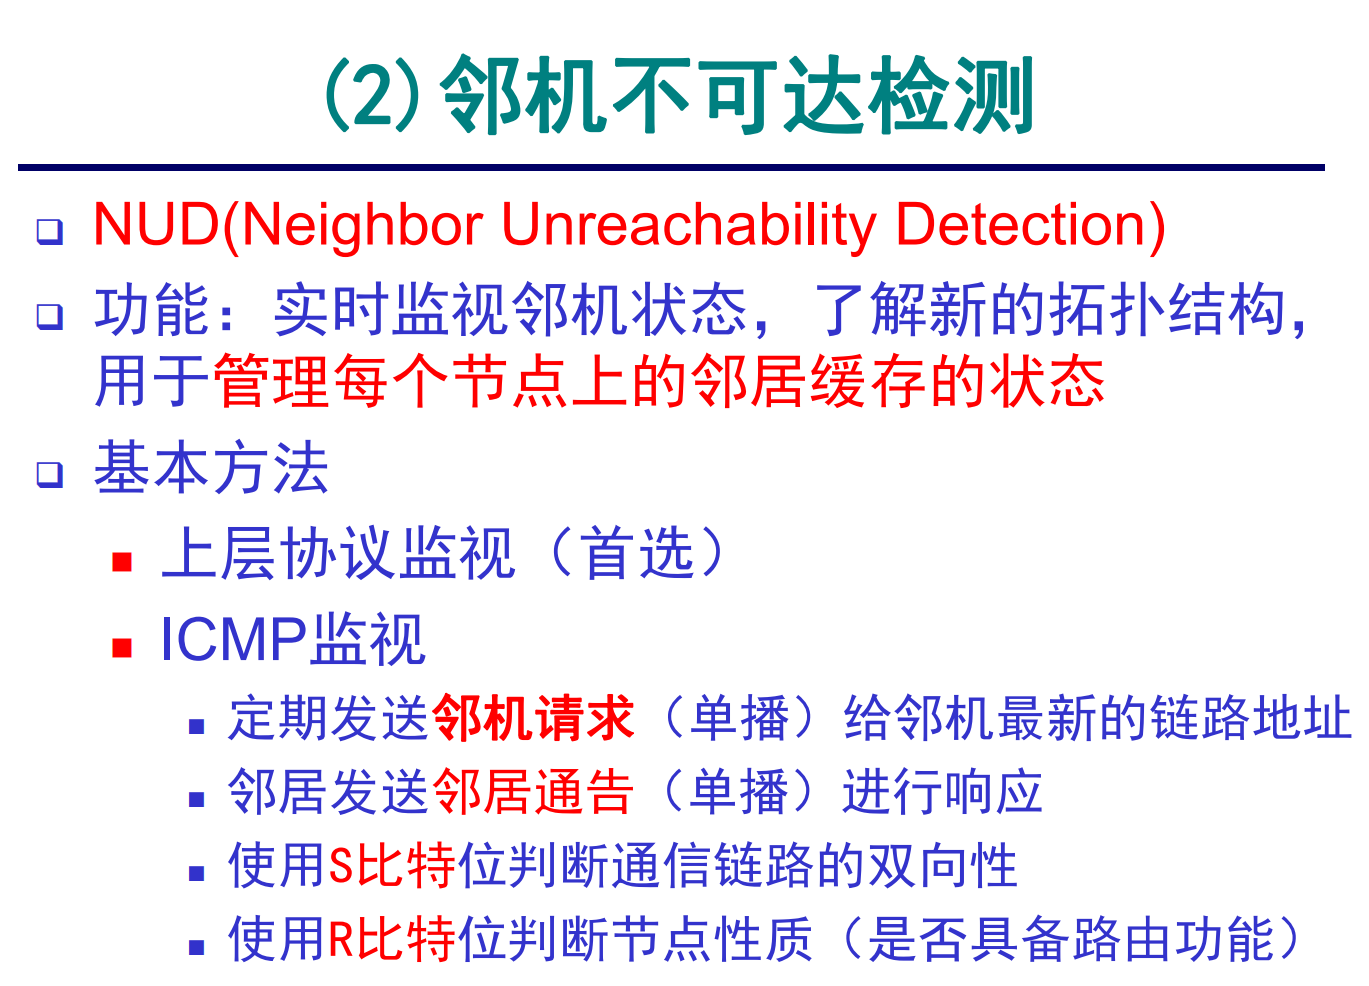 (2)邻机不可达检测
NUD(Neighbor Unreachability Detection)
功能：实时监视邻机状态，了解新的拓扑结构，
用于管理每个节点上的邻居缓存的状态
基本方法
上层协议监视（首选）
ICMP监视
定期发送邻机请求（单播）给邻机最新的链路地址
邻居发送邻居通告（单播）进行响应
使用S比特位判断通信链路的双向性
使用R比特位判断节点性质（是否具备路由功能）